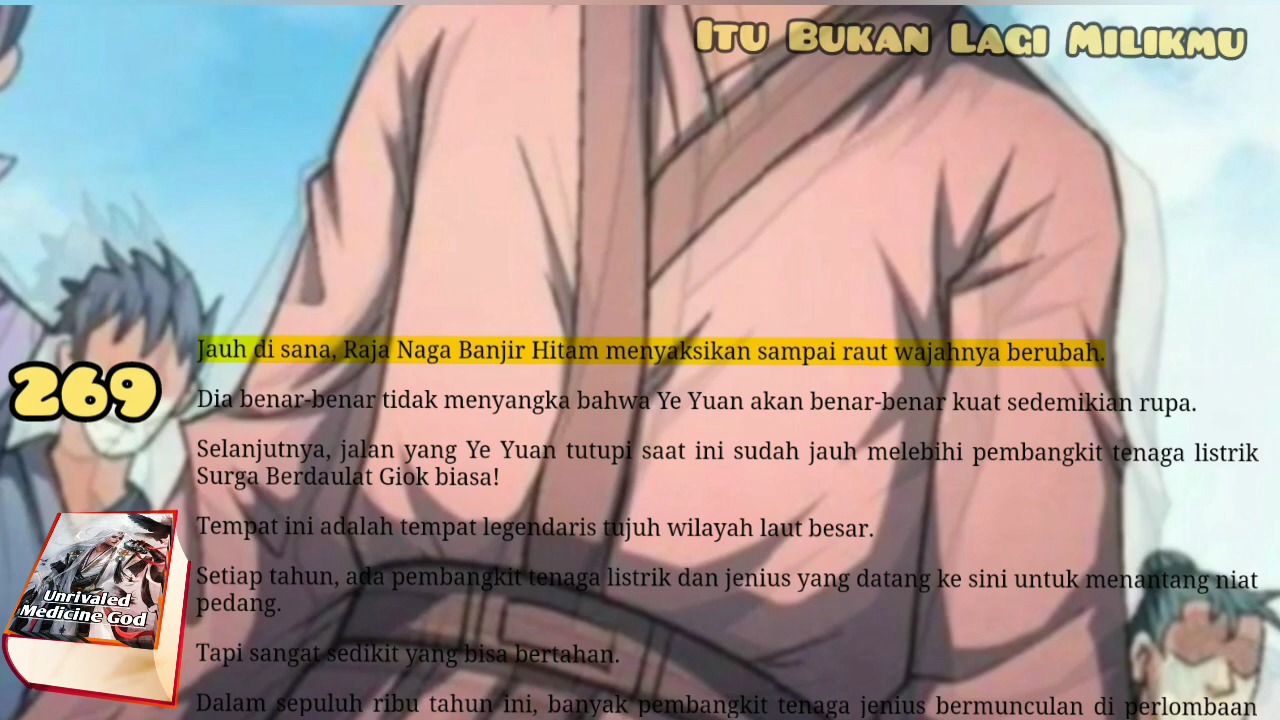 Itu Bukan Lagi Milikmu
Jauh di sana, Raja Naga Banjir Hitam menyaksikan sampai raut wajahnya berubah.
Dia benar-benar tidak menyangka bahwa Ye Yuan akan benar-benar kuat sedemikian rupa.
269
Selanjutnya, jalan yang Ye Yuan tutupi saat ini sudah jauh melebihi pembangkit tenaga listrik
Surga Berdaulat Giok biasa!
Tempat ini adalah tempat legendaris tujuh wilayah laut besar.
Setiap tahun, ada pembangkit tenaga listrik dan jenius yang datang ke sini untuk menantang niat
pedang.
Unrivaled
Medicine God
Tapi sangat sedikit yang bisa bertahan.
Dalam sepuluh ribu tahun ini, banyak pembangkit tenaga jenius bermunculan di perlombaan